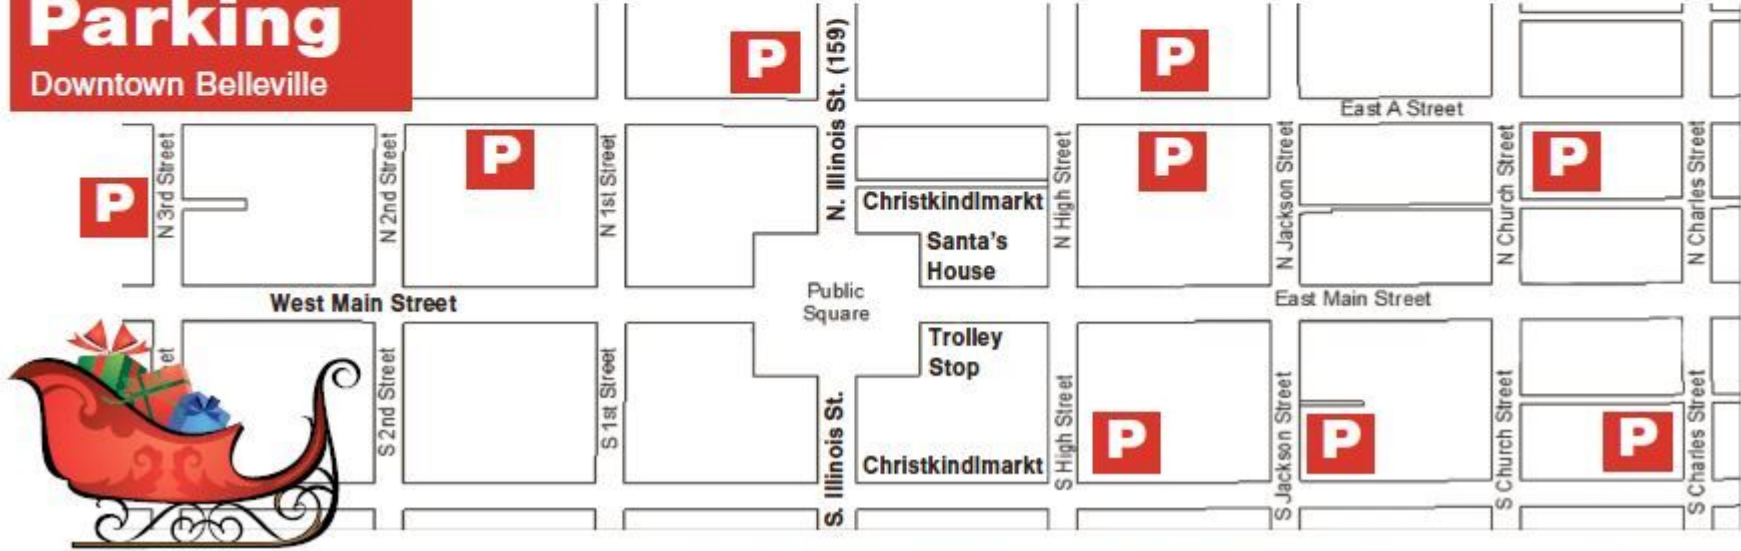 Parking
Downtown Belleville
P
P
N. Illinois St. (159)
East A Street
P
N 3rd Street
N 2nd Street
P
N 1st Street
Christkindlmarkt
Santa's
House
N High Street
P
N Jackson Street
N Church Street
P
N Charles Street
West Main Street
Public
Square
East Main Street
et
S 2nd Street
S 1st Street
S. Illinois St.
Trolley
Stop
Christkindlmarkt
S High Street
P
S Jackson Street
P
S Church Street
P
S Charles Street